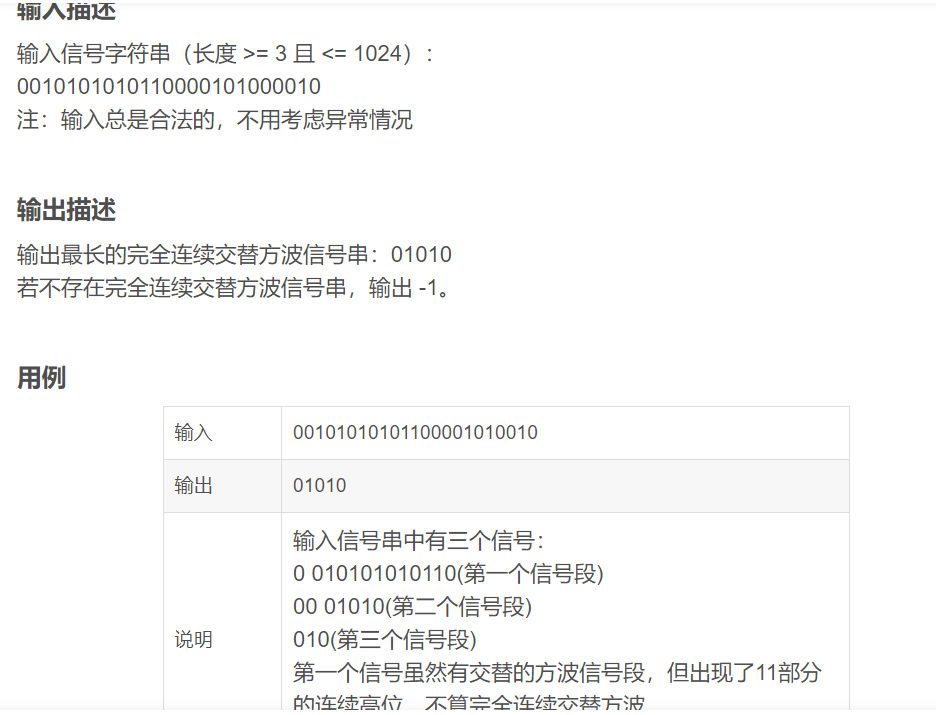 输入描述
输入信号字符串（长度 >= 3 且 <= 1024）：
0010101010110000101000010
注：输入总是合法的，不用考虑异常情况
输出描述
输出最长的完全连续交替方波信号串：01010
若不存在完全连续交替方波信号串，输出 -1。
用例
输入 00101010101100001010010
输出 01010
说明
输入信号串中有三个信号：
0 010101010110(第一个信号段)
00 01010(第二个信号段)
010(第三个信号段)
第一个信号虽然有交替的方波信号段，但出现了11部分
的连续高位，不算完全连续交替方波